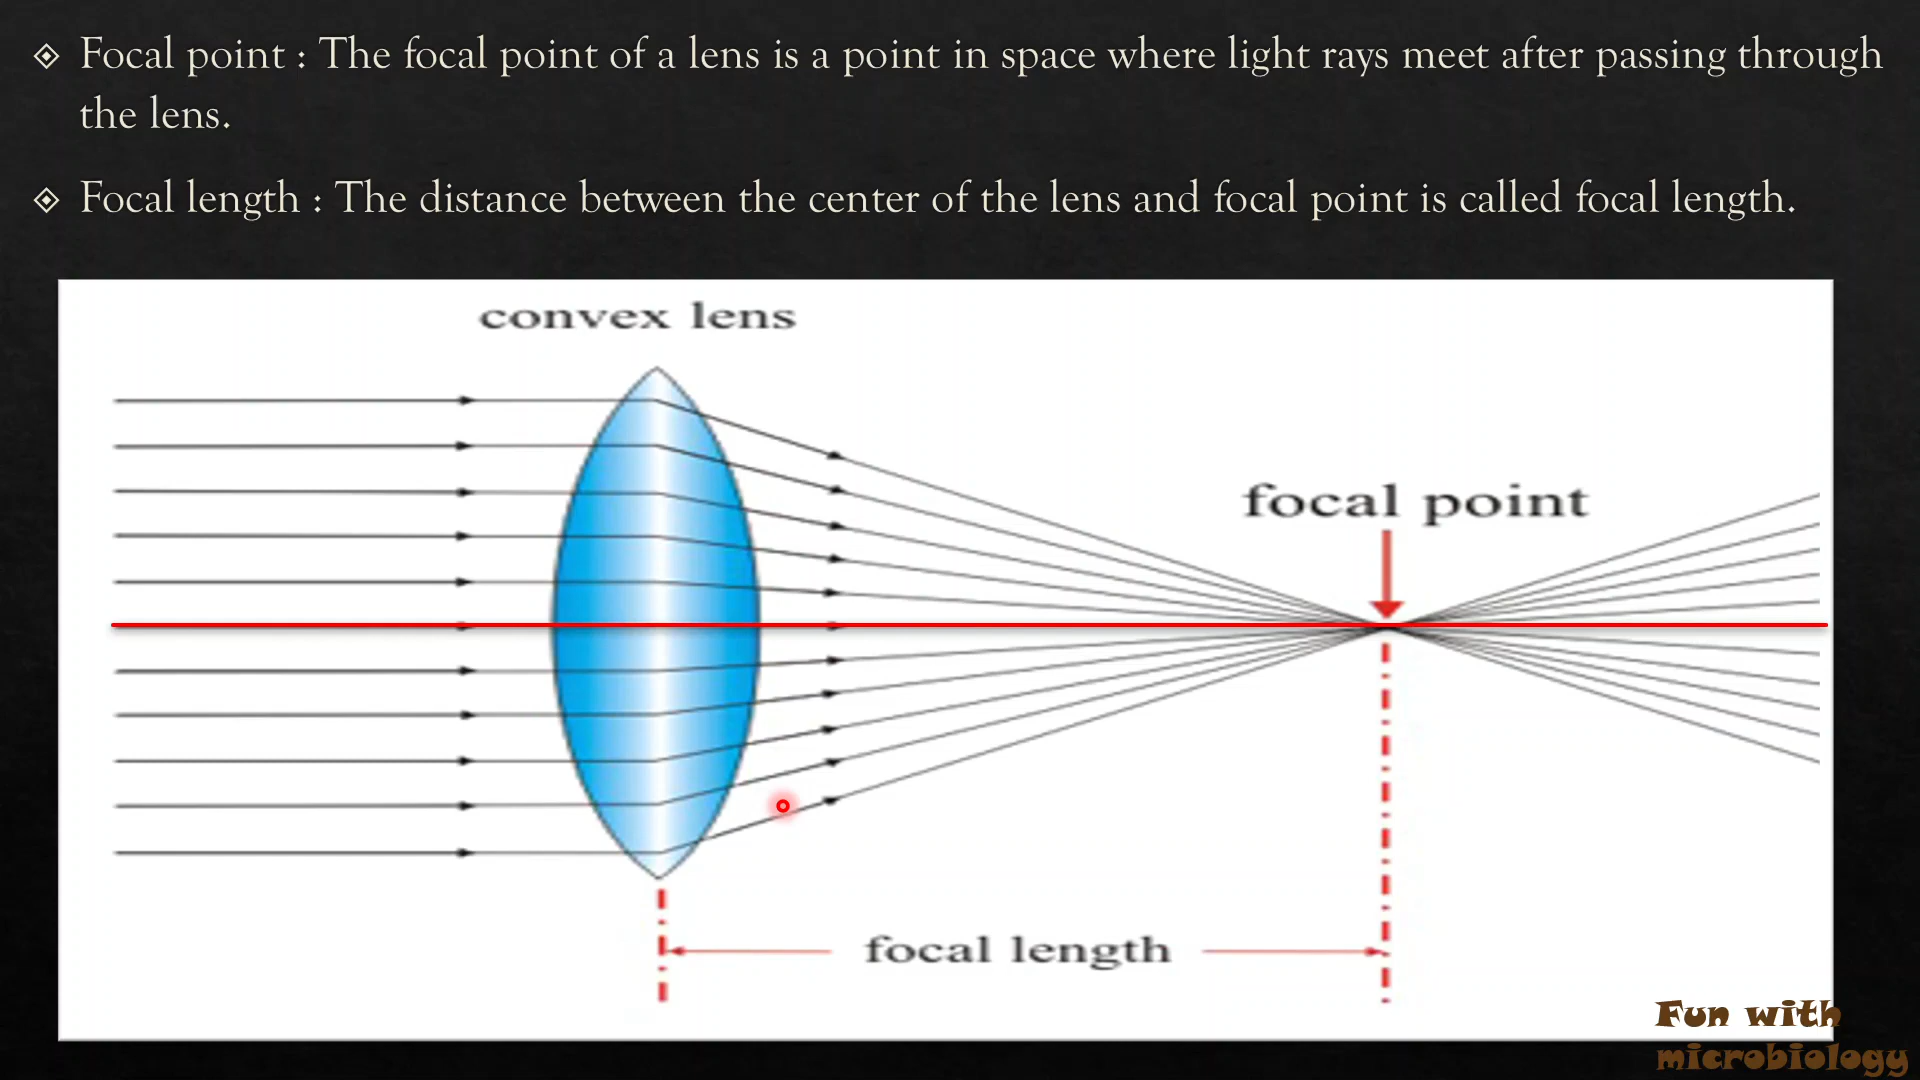 Focal point : The focal point of a lens is a point in space where light rays meet after passing through
the lens.
Focal length : The distance between the center of the lens and focal point is called focal length.
convex lens
focal point
focal length
Fun with
microbiology